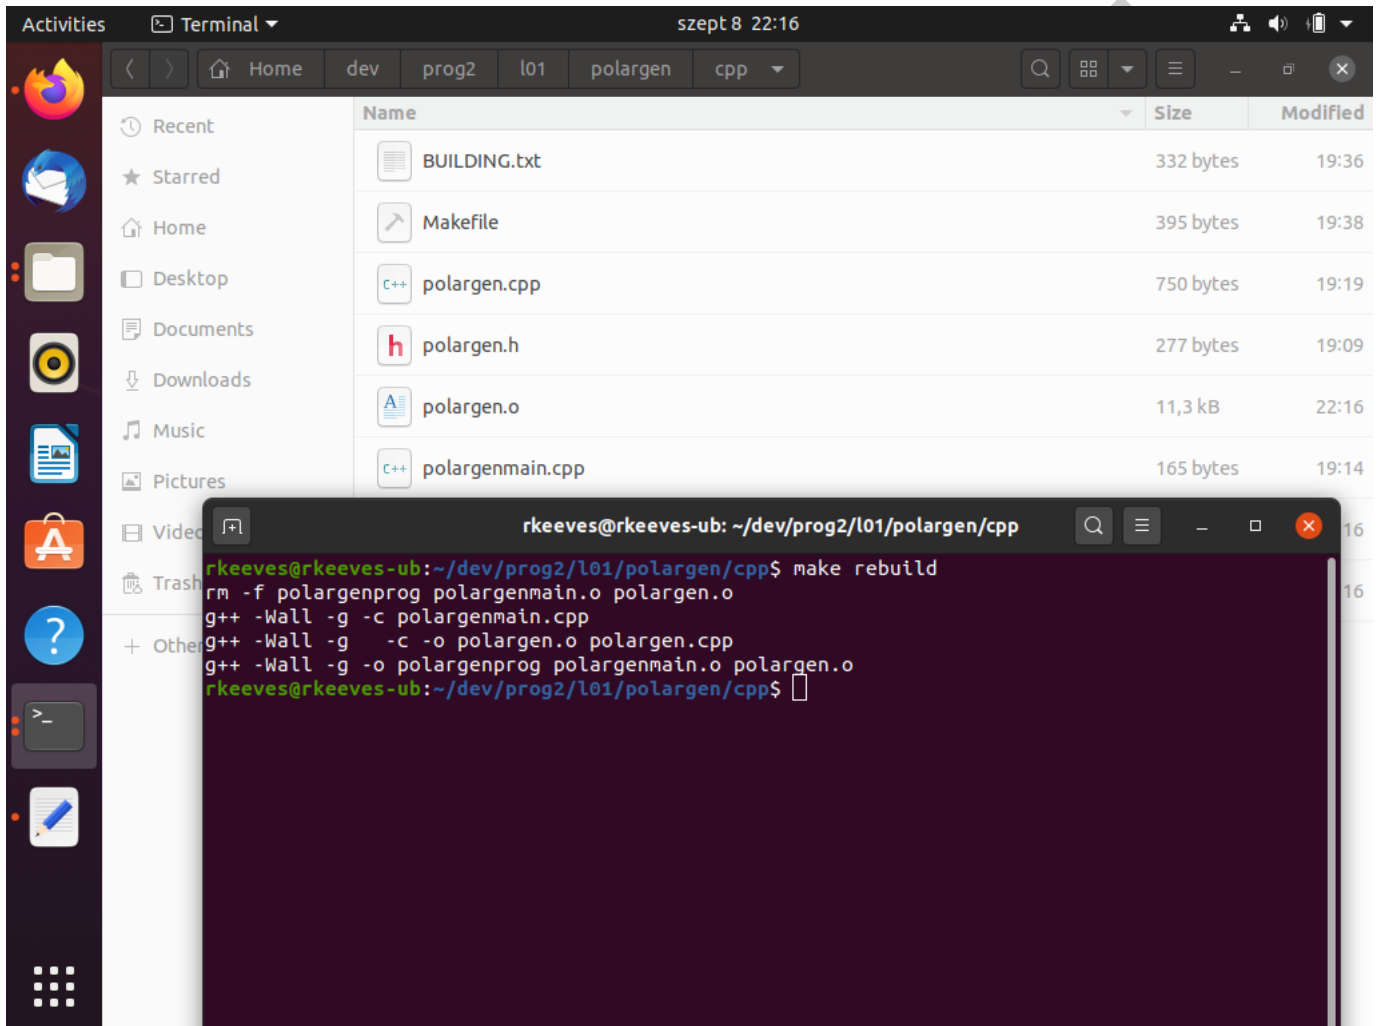 Activities Terminal szept 8 22:16
Home dev prog2 l01 polargen cpp
Name Size Modified
Recent
Starred
Home
Desktop
Documents
Downloads
Music
Pictures
Trash
BUILDING.txt 332 bytes 19:36
Makefile 395 bytes 19:38
C++ polargen.cpp 750 bytes 19:19
h polargen.h 277 bytes 19:09
A polargen.o 11,3 kB 22:16
C++ polargenmain.cpp 165 bytes 19:14
16
16
rkeeves@rkeeves-ub: ~/dev/prog2/l01/polargen/cpp
rkeeves@rkeeves-ub:~/dev/prog2/l01/polargen/cpp$ make rebuild
rm -f polargenprog polargenmain.o polargen.o
g++ -Wall -g -c polargenmain.cpp
g++ -Wall -g   -c -o polargen.o polargen.cpp
g++ -Wall -g -o polargenprog polargenmain.o polargen.o
rkeeves@rkeeves-ub:~/dev/prog2/l01/polargen/cpp$